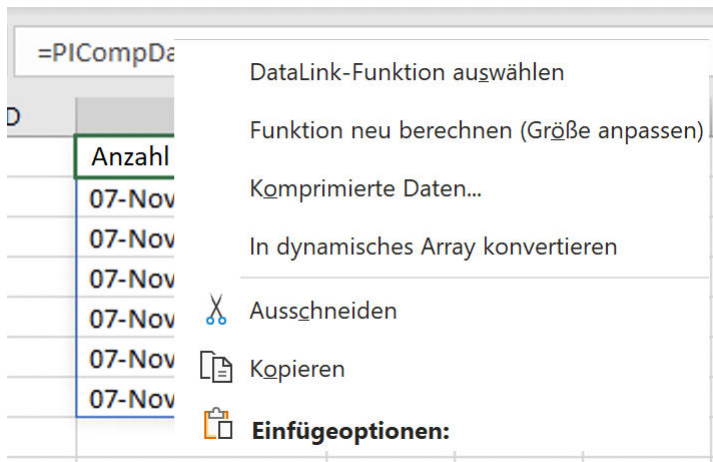 =PICompDa
D
Anzahl
07-Nov
07-Nov
07-Nov
07-Nov
07-Nov
07-Nov
DataLink-Funktion auswählen
Funktion neu berechnen (Größe anpassen)
Komprimierte Daten...
In dynamisches Array konvertieren
Ausschneiden
Kopieren
Einfügeoptionen: